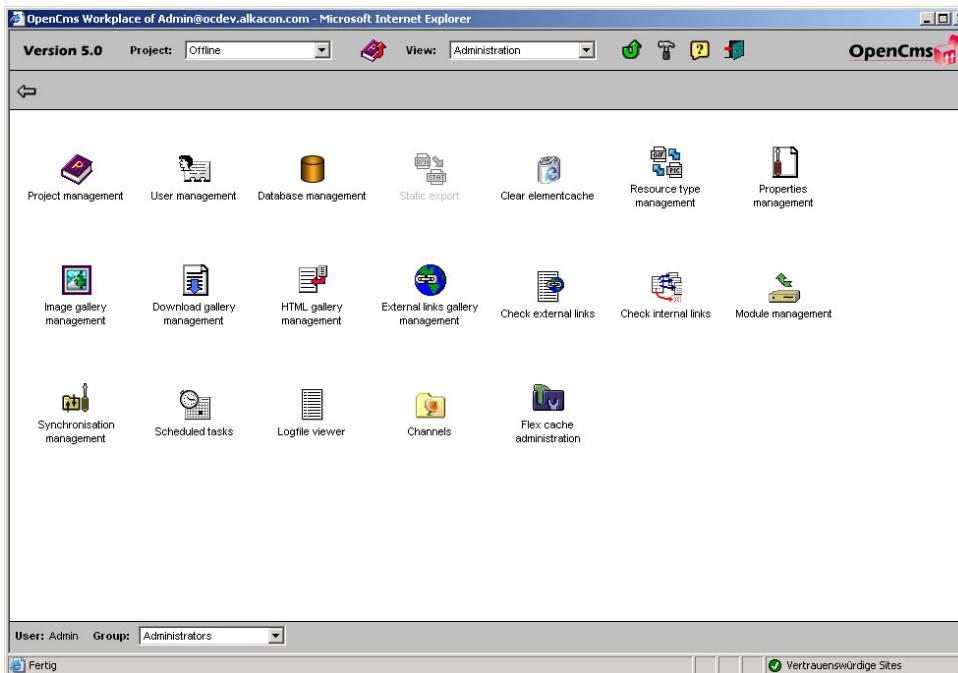 OpenCms Workplace of Admin@ocdev.alkacon.com - Microsoft Internet Explorer
Version 5.0 Project: Offline View: Administration OpenCms
Project management User management Database management Static export Clear elementcache Resource type management Properties management
Image gallery management Download gallery management HTML gallery management External links gallery management Check external links Check internal links Module management
Synchronisation management Scheduled tasks Logfile viewer Channels Flex cache administration
User: Admin Group: Administrators
Fertig Vertrauenswürdige Sites